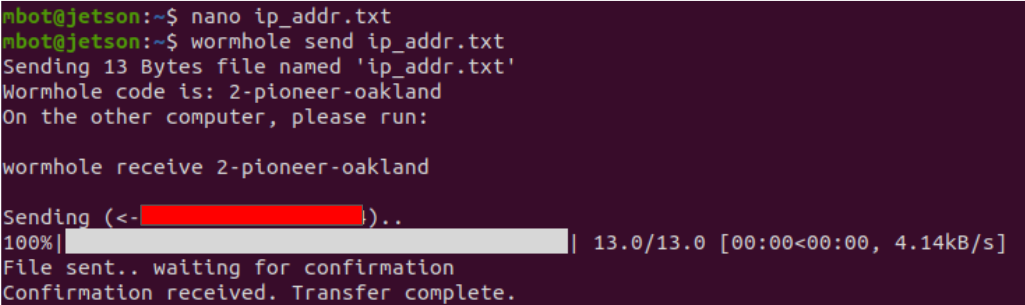 mbot@jetson:~$ nano ip_addr.txt
mbot@jetson:~$ wormhole send ip_addr.txt
Sending 13 Bytes file named 'ip_addr.txt'
Wormhole code is: 2-pioneer-oakland
On the other computer, please run:
wormhole receive 2-pioneer-oakland
Sending (<- )..
100%| | 13.0/13.0 [00:00<00:00, 4.14kB/s]
File sent.. waiting for confirmation
Confirmation received. Transfer complete.